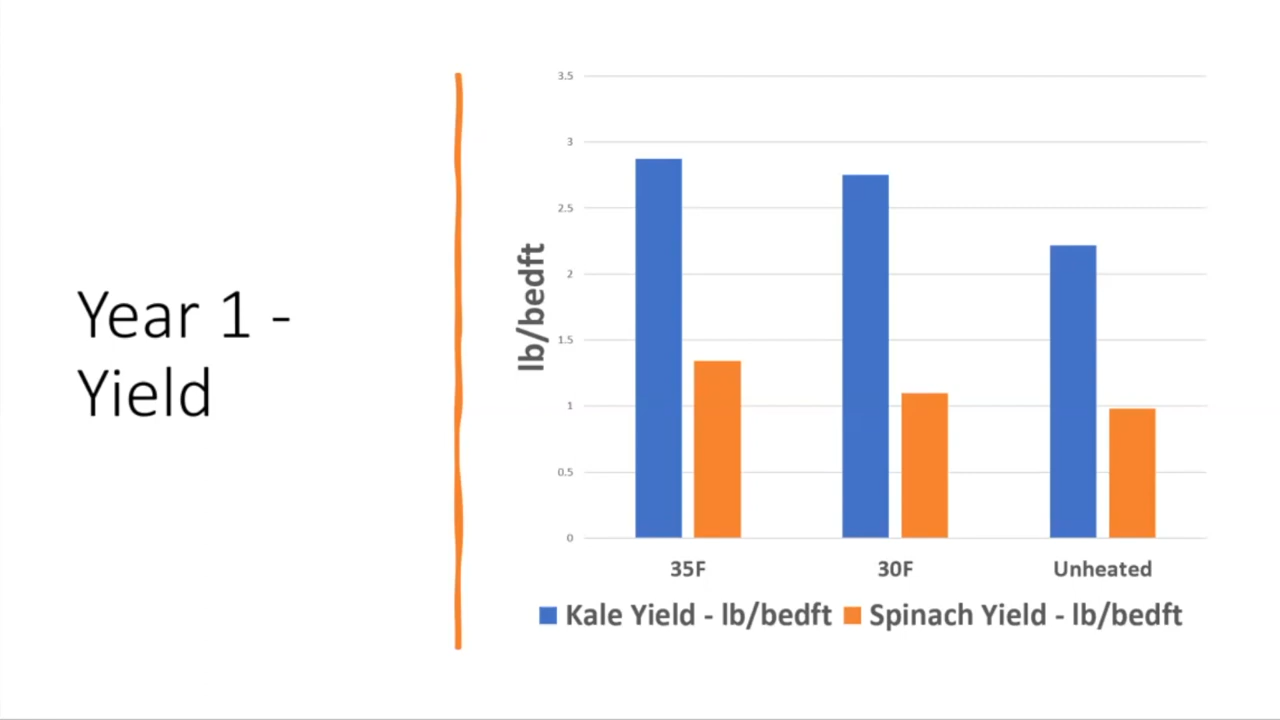 Year 1 -
Yield
lb/bedft
3.5
3
2.5
2
1.5
1
0.5
0
35F 30F Unheated
Kale Yield - lb/bedft Spinach Yield - lb/bedft